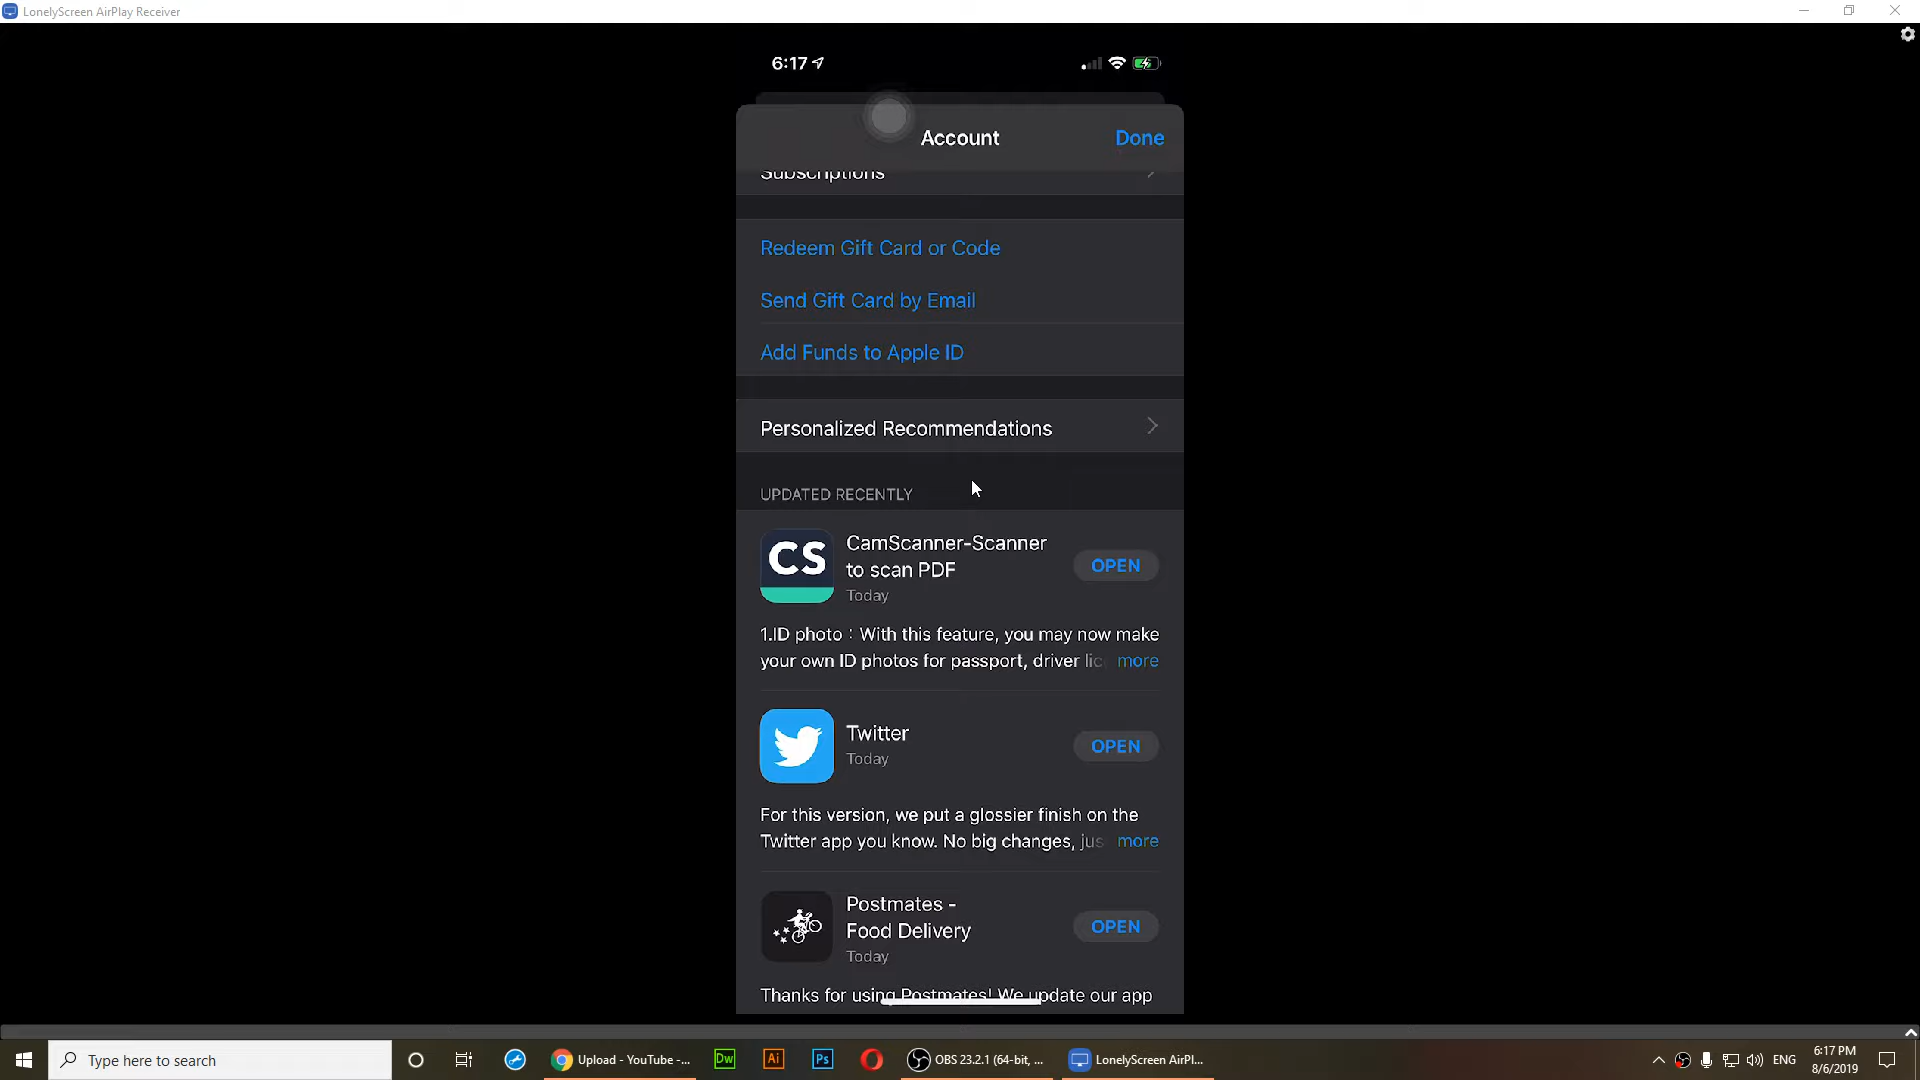 LonelyScreen AirPlay Receiver
6:17
Account
Done
Subscriptions
Redeem Gift Card or Code
Send Gift Card by Email
Add Funds to Apple ID
Personalized Recommendations
UPDATED RECENTLY
CS
CamScanner-Scanner
to scan PDF
Today
OPEN
1.ID photo : With this feature, you may now make
your own ID photos for passport, driver lic
more
Twitter
Today
OPEN
For this version, we put a glossier finish on the
Twitter app you know. No big changes, jus
more
Postmates -
Food Delivery
Today
OPEN
Thanks for using Postmates! We update our app
Type here to search
Upload - YouTube -...
Dw
Ai
Ps
OBS 23.2.1 (64-bit, ...
LonelyScreen AirPl...
ENG
6:17 PM
8/6/2019